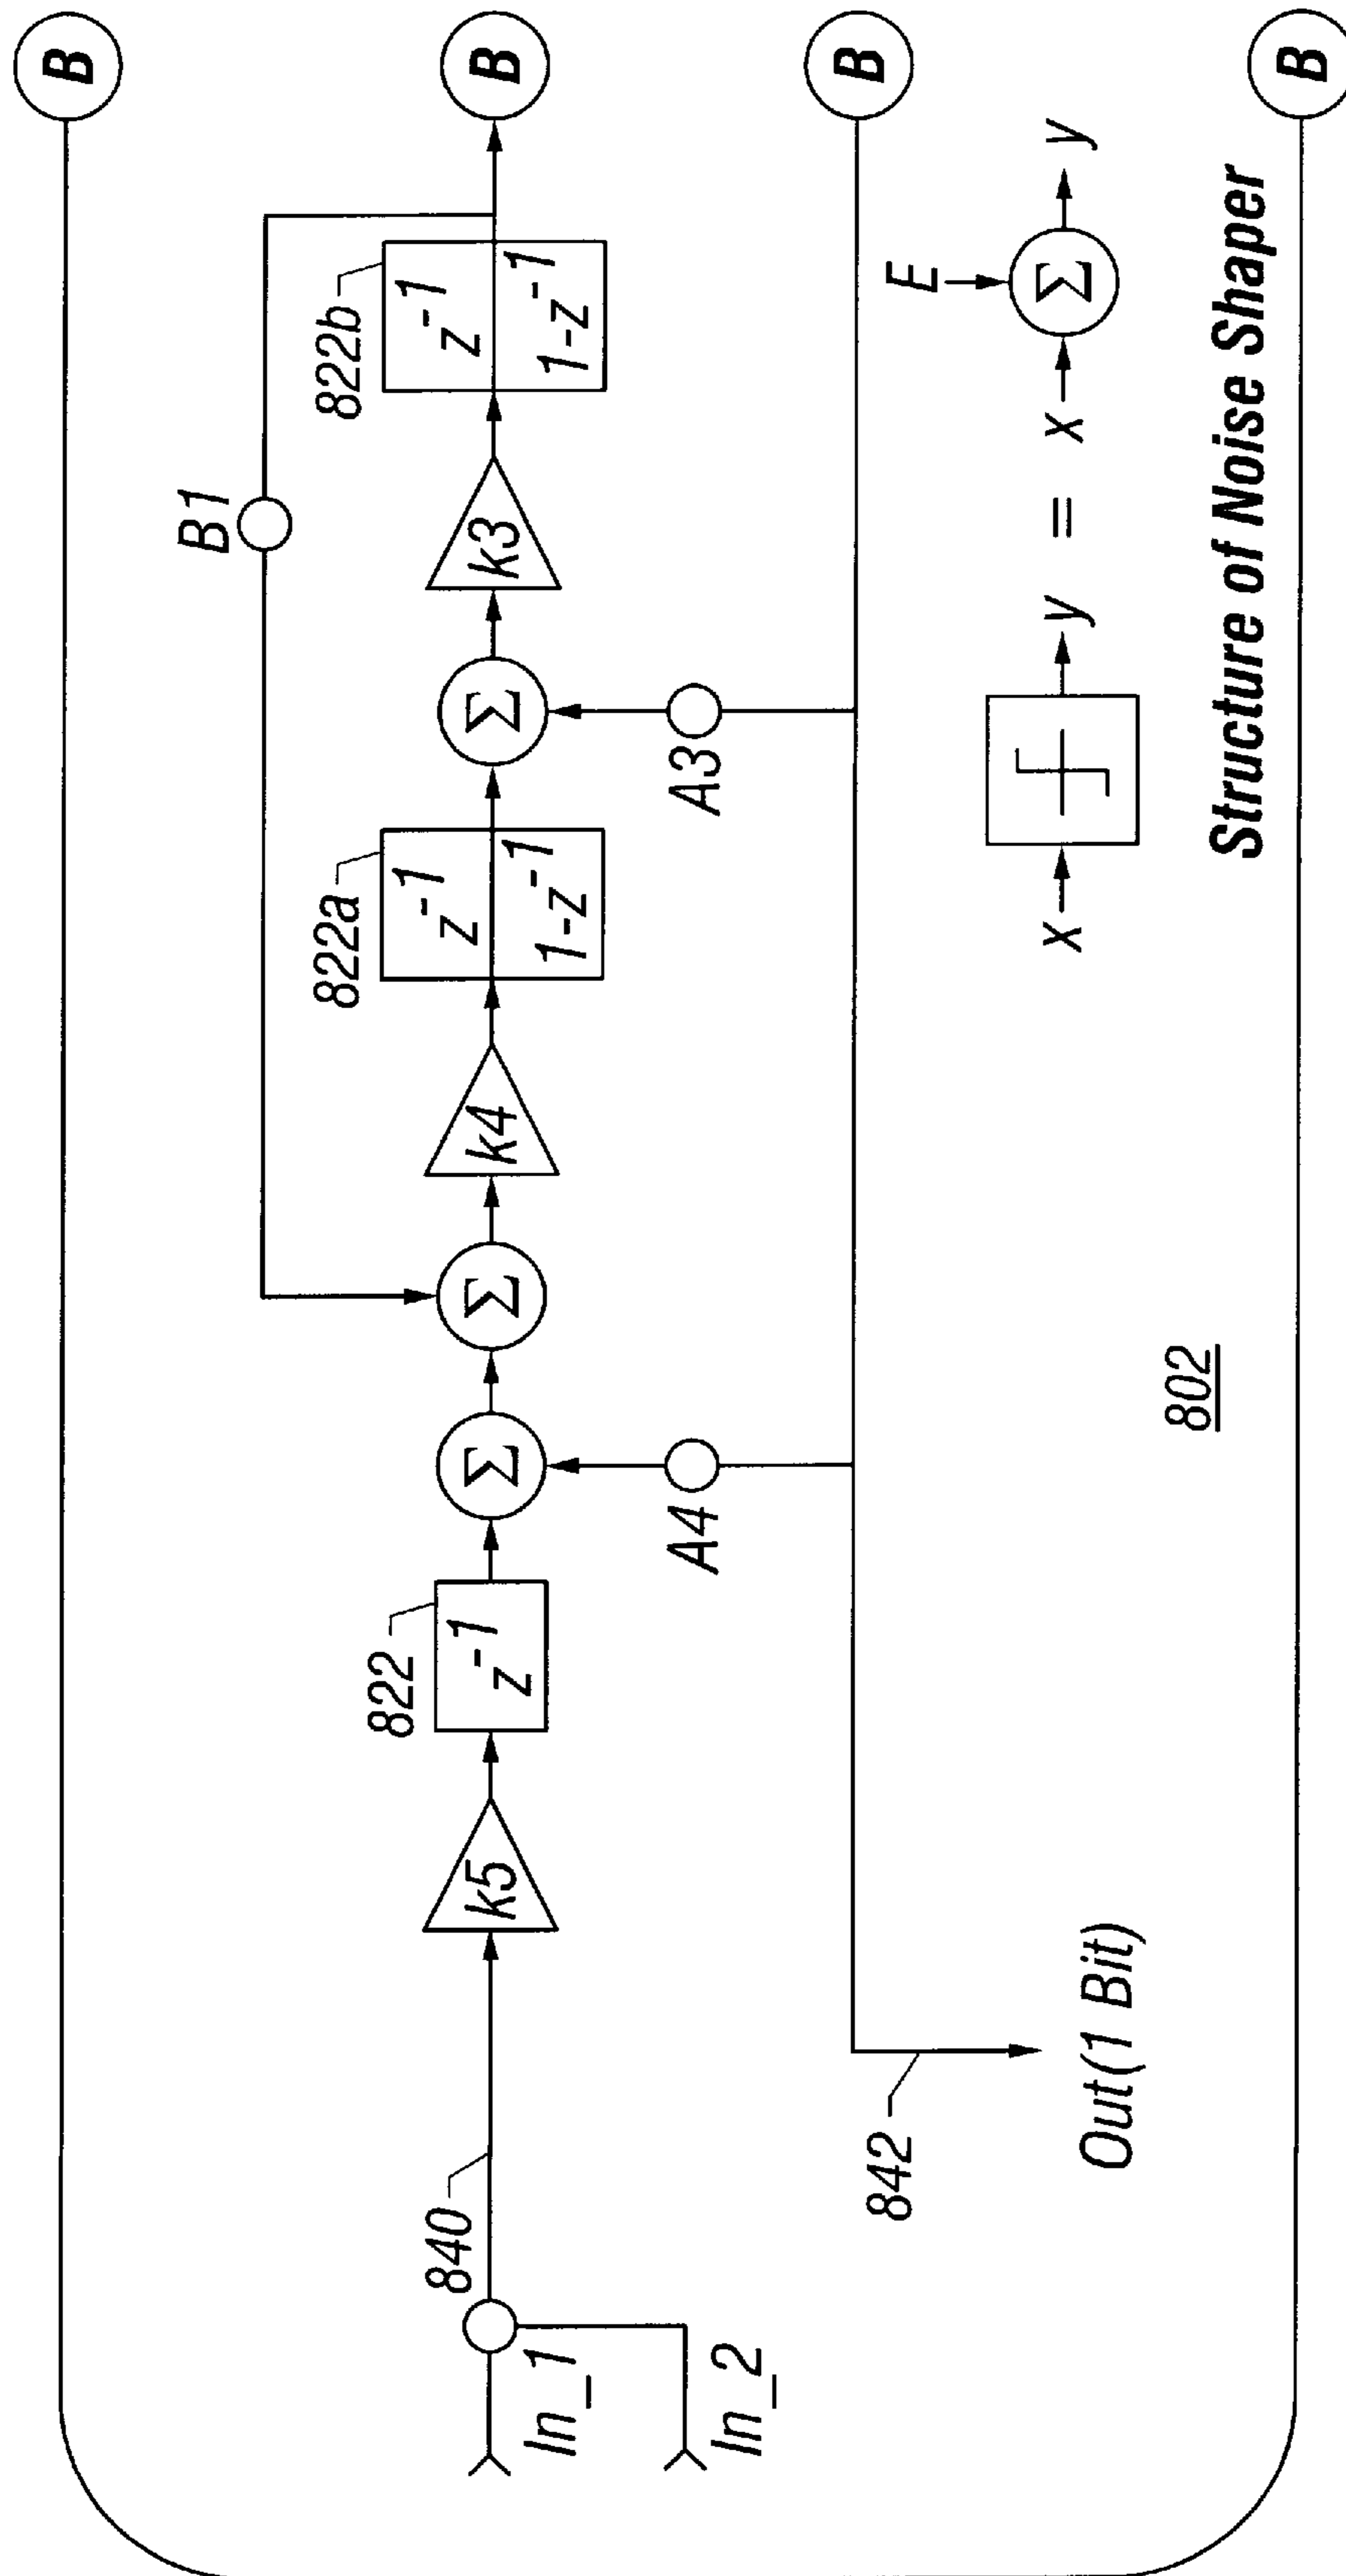 B
B1
822a
822b
B
822
z⁻¹
z⁻¹
z⁻¹
840
k5
Σ
Σ
k4
1-z⁻¹
Σ
k3
1-z⁻¹
In_1
In_2
A4
A3
B
842
Out(1 Bit)
x
y
=
x
E
Σ
y
802
Structure of Noise Shaper
B